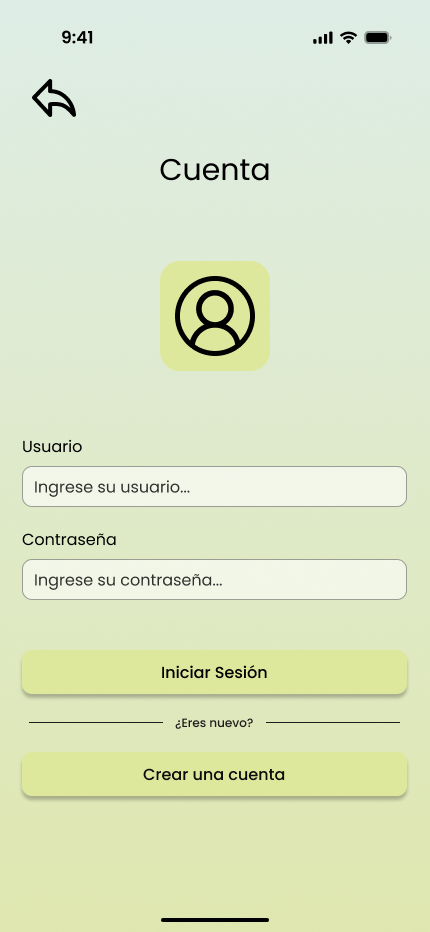 9:41
Cuenta
Usuario
Ingrese su usuario...
Contraseña
Ingrese su contraseña...
Iniciar Sesión
¿Eres nuevo?
Crear una cuenta